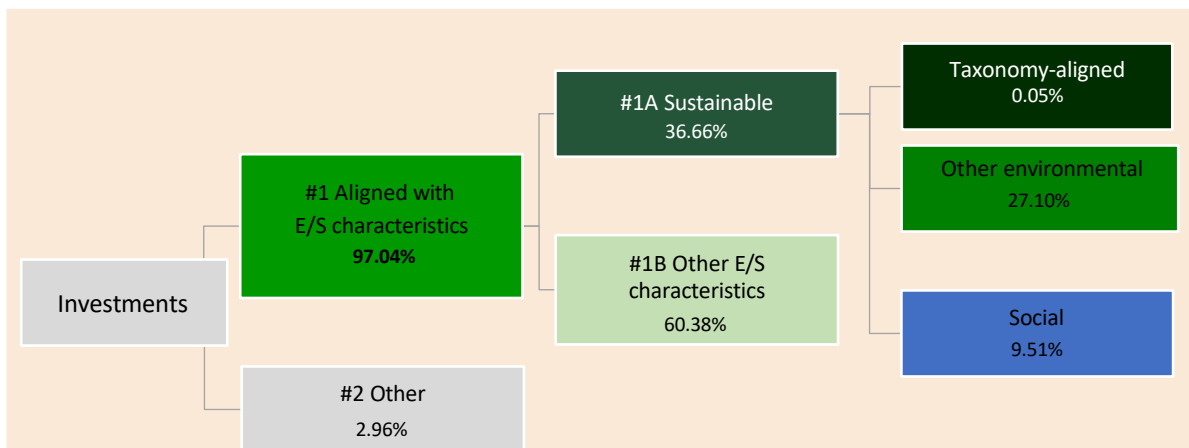 Investments
#1 Aligned with
E/S characteristics
97.04%
#2 Other
2.96%
#1A Sustainable
36.66%
#1B Other E/S
characteristics
60.38%
Taxonomy-aligned
0.05%
Other environmental
27.10%
Social
9.51%